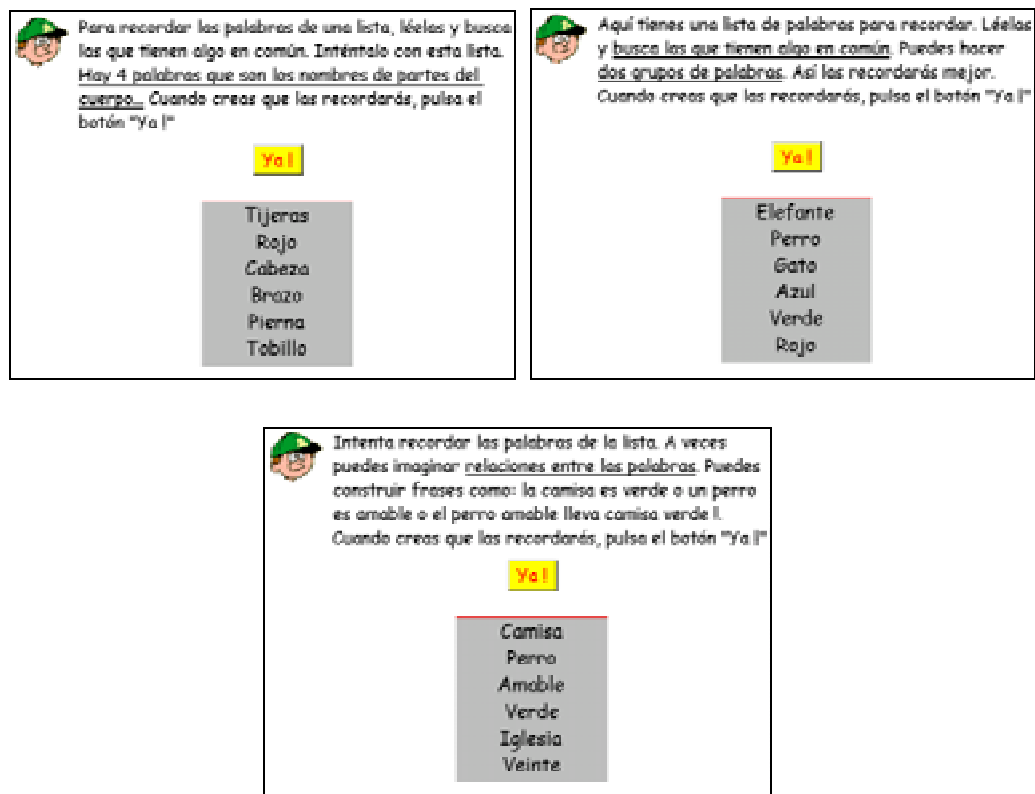 Para recordar las palabras de una lista, léelas y busca
las que tienen algo en común. Inténtalo con esta lista.
Hay 4 palabras que son los nombres de partes del
cuerpo... Cuando creas que las recordarás, pulsa el
botón "Ya !"
Ya !
Tijeras
Rojo
Cabeza
Brazo
Pierna
Tobillo
Aquí tienes una lista de palabras para recordar. Léelas
y busca las que tienen algo en común. Puedes hacer
dos grupos de palabras. Así las recordarás mejor.
Cuando creas que las recordarás, pulsa el botón "Ya !"
Ya !
Elefante
Perro
Gato
Azul
Verde
Rojo
Intenta recordar las palabras de la lista. A veces
puedes imaginar relaciones entre las palabras. Puedes
construir frases como: la camisa es verde o un perro
es amable o el perro amable lleva camisa verde !.
Cuando creas que las recordarás, pulsa el botón "Ya !"
Ya !
Camisa
Perro
Amable
Verde
Iglesia
Veinte